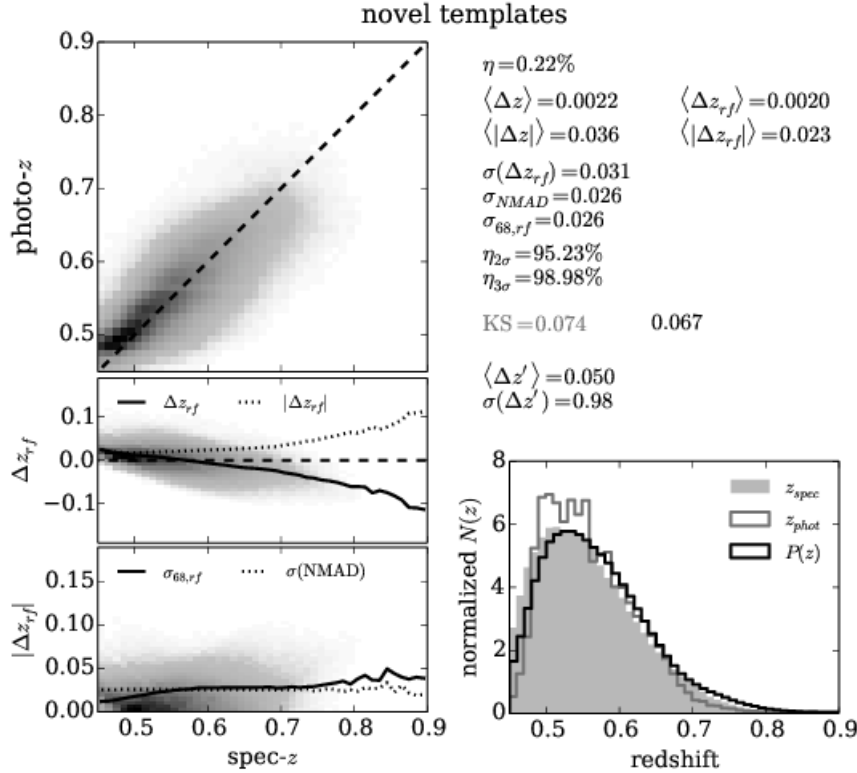 novel templates
0.9
0.8
0.7
0.6
0.5
photo-z
η=0.22%
⟨Δz⟩=0.0022 ⟨Δz_rf⟩=0.0020
⟨|Δz|⟩=0.036 ⟨|Δz_rf|⟩=0.023
σ(Δz_rf)=0.031
σ_NMAD=0.026
σ_68,rf=0.026
η_2σ=95.23%
η_3σ=98.98%
KS=0.074 0.067
⟨Δz′⟩=0.050
σ(Δz′)=0.98
Δz_rf |Δz_rf|
0.1
0.0
−0.1
Δz_rf
σ_68,rf σ(NMAD)
0.15
0.10
0.05
0.00
|Δz_rf|
0.5 0.6 0.7 0.8 0.9
spec-z
z_spec
z_phot
P(z)
8
6
4
2
0
normalized N(z)
0.5 0.6 0.7 0.8 0.9
redshift